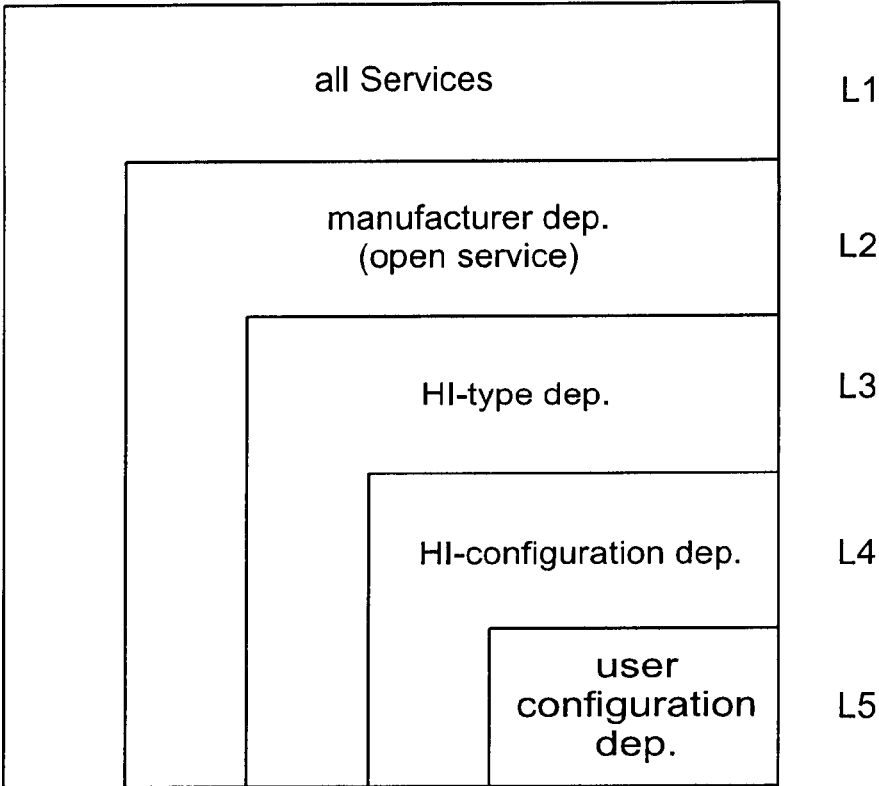 all Services
L1
manufacturer dep.
(open service)
L2
HI-type dep.
L3
HI-configuration dep.
L4
user
configuration
dep.
L5